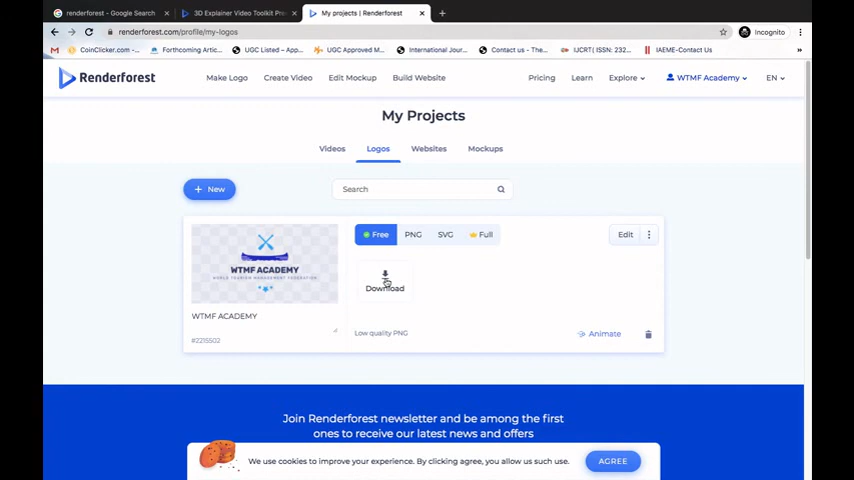 renderforest - Google Search
3D Explainer Video Toolkit Pre
My projects | Renderforest
renderforest.com/profile/my-logos
Incognito
CoinClicker.com -...
Forthcoming Artic...
UGC Listed – App...
UGC Approved M...
International Jour...
Contact us - The...
IJCRT( ISSN: 232...
IAEME-Contact Us
Renderforest
Make Logo
Create Video
Edit Mockup
Build Website
Pricing
Learn
Explore
WTMF Academy
EN
My Projects
Videos
Logos
Websites
Mockups
+ New
Search
Free
PNG
SVG
Full
Edit
WTMF ACADEMY
WORLD TOURISM MANAGEMENT FEDERATION
Download
WTMF ACADEMY
#2215502
Low quality PNG
Animate
Join Renderforest newsletter and be among the first
ones to receive our latest news and offers
We use cookies to improve your experience. By clicking agree, you allow us such use.
AGREE